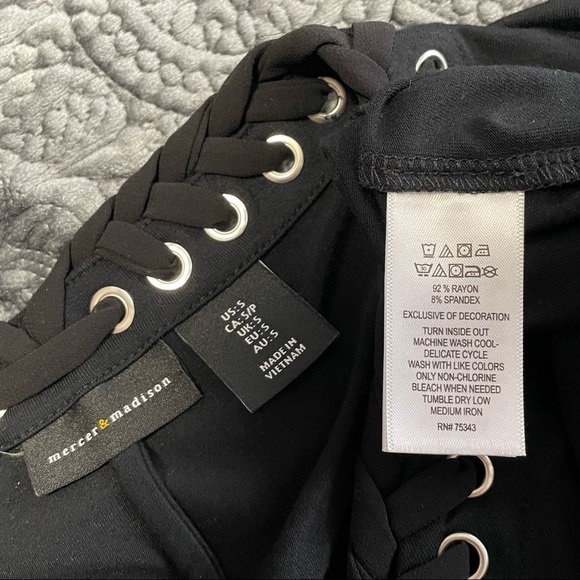 mercer&madison
US:S
CA:S/P
UK:S
EU:S
AU:S
MADE IN
VIETNAM
92 % RAYON
8% SPANDEX
EXCLUSIVE OF DECORATION
TURN INSIDE OUT
MACHINE WASH COOL-
DELICATE CYCLE
WASH WITH LIKE COLORS
ONLY NON-CHLORINE
BLEACH WHEN NEEDED
TUMBLE DRY LOW
MEDIUM IRON
RN# 75343